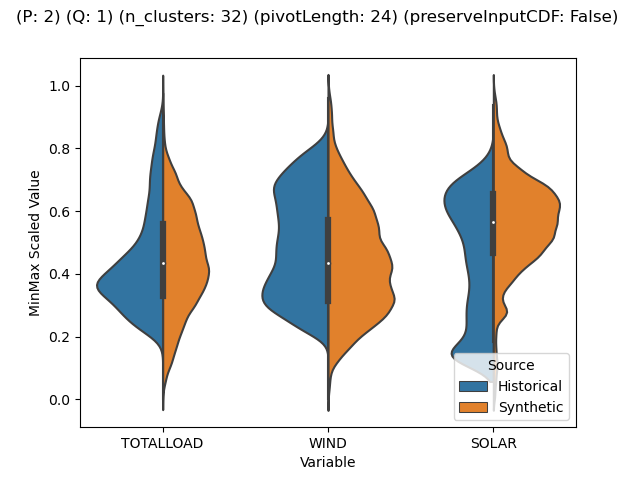 (P: 2) (Q: 1) (n_clusters: 32) (pivotLength: 24) (preserveInputCDF: False)
1.0
0.8
0.6
0.4
0.2
0.0
MinMax Scaled Value
TOTALLOAD
WIND
SOLAR
Variable
Source
Historical
Synthetic